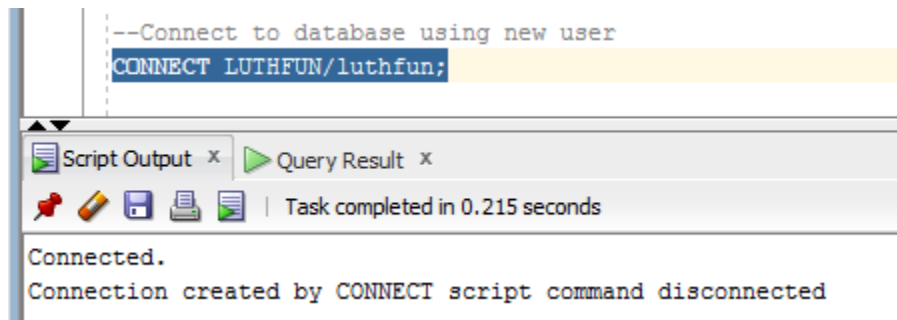 --Connect to database using new user
CONNECT LUTHFUN/luthfun;
Script Output x Query Result x
Task completed in 0.215 seconds
Connected.
Connection created by CONNECT script command disconnected